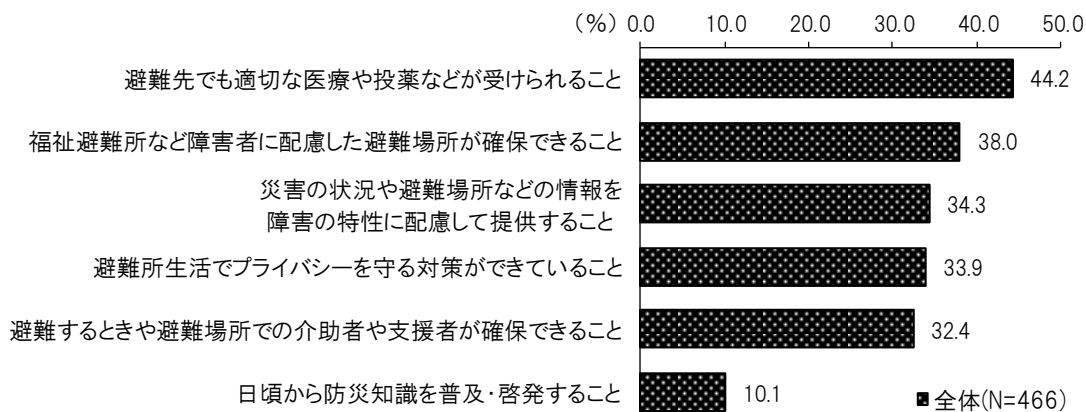 (%) 0.0 10.0 20.0 30.0 40.0 50.0
避難先でも適切な医療や投薬などが受けられること 44.2
福祉避難所など障害者に配慮した避難場所が確保できること 38.0
災害の状況や避難場所などの情報を
障害の特性に配慮して提供すること 34.3
避難所生活でプライバシーを守る対策ができていること 33.9
避難するときや避難場所での介助者や支援者が確保できること 32.4
日頃から防災知識を普及・啓発すること 10.1
全体(N=466)